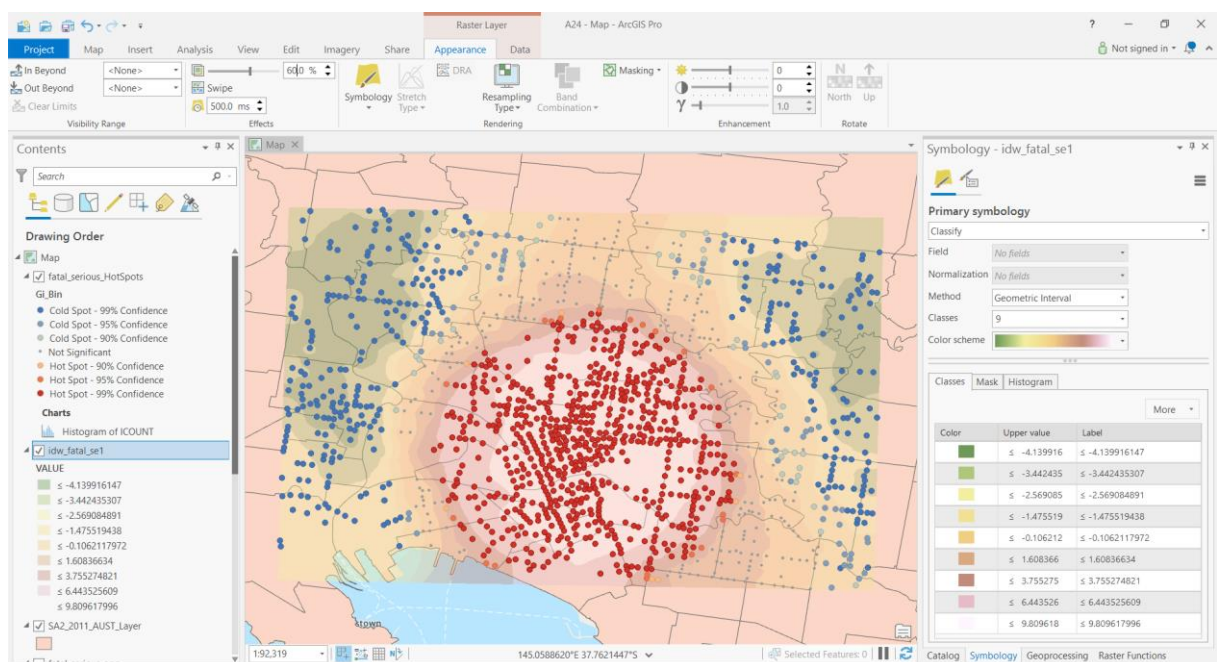 Raster Layer
A24 - Map - ArcGIS Pro
?
Project Map Insert Analysis View Edit Imagery Share Appearance Data
Not signed in
In Beyond <None>
Out Beyond <None>
Clear Limits
Visibility Range
60.0 %
Swipe
500.0 ms
Effects
Symbology
Stretch Type
DRA
Resampling Type
Band Combination
Masking
Rendering
0
0
γ 1.0
Enhancement
N
North Up
Rotate
Contents
Search
Drawing Order
Map
fatal_serious_HotSpots
Gi_Bin
Cold Spot - 99% Confidence
Cold Spot - 95% Confidence
Cold Spot - 90% Confidence
Not Significant
Hot Spot - 90% Confidence
Hot Spot - 95% Confidence
Hot Spot - 99% Confidence
Charts
Histogram of ICOUNT
idw_fatal_se1
VALUE
≤ -4.139916147
≤ -3.442435307
≤ -2.569084891
≤ -1.475519438
≤ -0.1062117972
≤ 1.60836634
≤ 3.755274821
≤ 6.443525609
≤ 9.809617996
SA2_2011_AUST_Layer
Map
stown
1:92,319
145.0588620°E 37.7621447°S
Selected Features: 0
Symbology - idw_fatal_se1
Primary symbology
Classify
Field No fields
Normalization No fields
Method Geometric Interval
Classes 9
Color scheme
Classes Mask Histogram
More
Color Upper value Label
≤ -4.139916 ≤ -4.139916147
≤ -3.442435 ≤ -3.442435307
≤ -2.569085 ≤ -2.569084891
≤ -1.475519 ≤ -1.475519438
≤ -0.106212 ≤ -0.1062117972
≤ 1.608366 ≤ 1.60836634
≤ 3.755275 ≤ 3.755274821
≤ 6.443526 ≤ 6.443525609
≤ 9.809618 ≤ 9.809617996
Catalog Symbology Geoprocessing Raster Functions